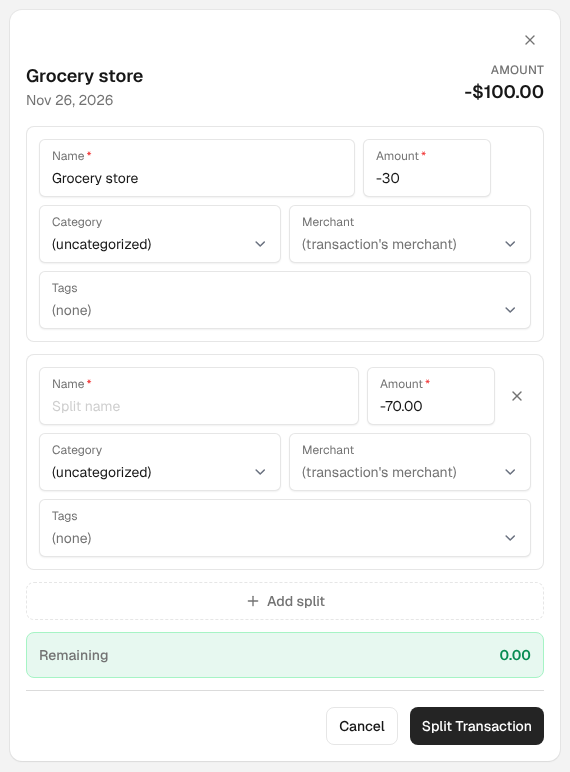 Grocery store
AMOUNT
Nov 26, 2026
-$100.00
Name*
Amount*
Grocery store
-30
Category
Merchant
(uncategorized)
(transaction's merchant)
Tags
(none)
Name*
Amount*
Split name
-70.00
Category
Merchant
(uncategorized)
(transaction's merchant)
Tags
(none)
+ Add split
Remaining
0.00
Cancel
Split Transaction